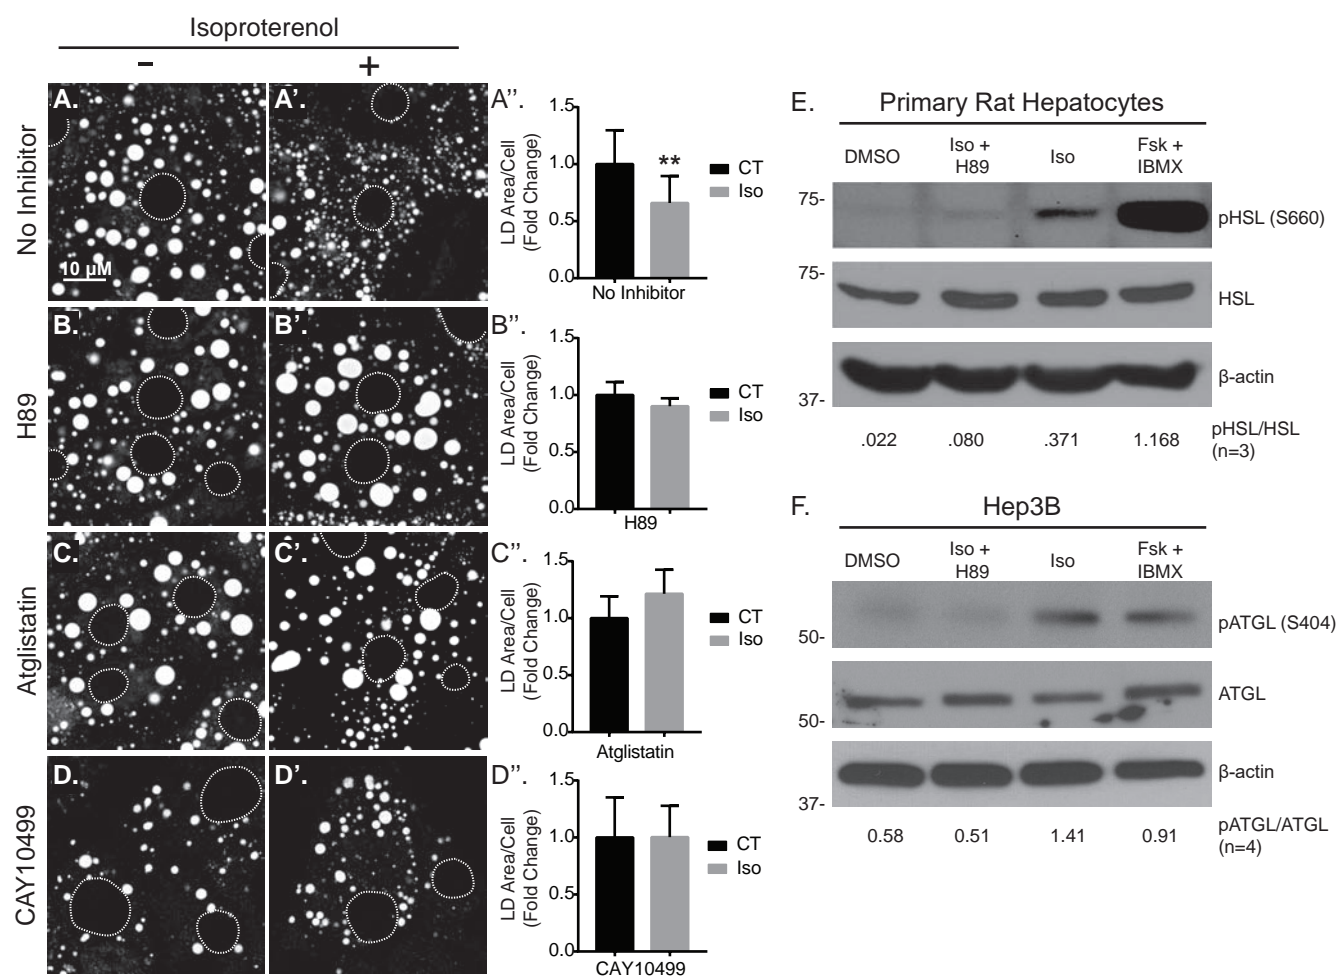 Isoproterenol
- +
No Inhibitor
A. A'. A''.
10 µM
1.5
1.0
0.5
0.0
LD Area/Cell
(Fold Change)
**
CT
Iso
No Inhibitor
H89
B. B'. B''.
1.5
1.0
0.5
0.0
LD Area/Cell
(Fold Change)
CT
Iso
H89
Atglistatin
C. C'. C''.
1.5
1.0
0.5
0.0
LD Area/Cell
(Fold Change)
CT
Iso
Atglistatin
CAY10499
D. D'. D''.
1.5
1.0
0.5
0.0
LD Area/Cell
(Fold Change)
CT
Iso
CAY10499
E. Primary Rat Hepatocytes
DMSO Iso + H89 Iso Fsk + IBMX
75- pHSL (S660)
75- HSL
β-actin
37-
.022 .080 .371 1.168 pHSL/HSL
(n=3)
F. Hep3B
DMSO Iso + H89 Iso Fsk + IBMX
50- pATGL (S404)
ATGL
50-
β-actin
37-
0.58 0.51 1.41 0.91 pATGL/ATGL
(n=4)